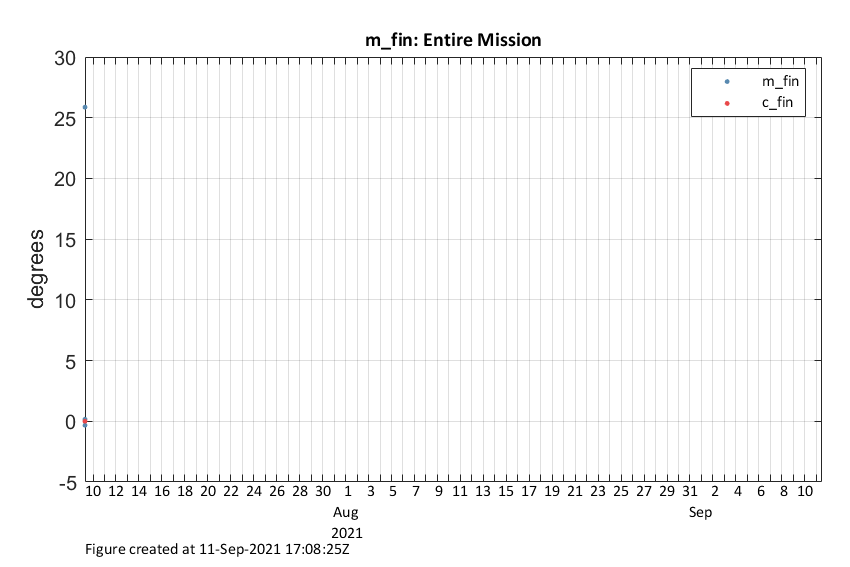 m_fin: Entire Mission
30
m_fin
c_fin
25
20
15
degrees
10
5
0
-5
10 12 14 16 18 20 22 24 26 28 30 1 3 5 7 9 11 13 15 17 19 21 23 25 27 29 31 2 4 6 8 10
Aug Sep
2021
Figure created at 11-Sep-2021 17:08:25Z